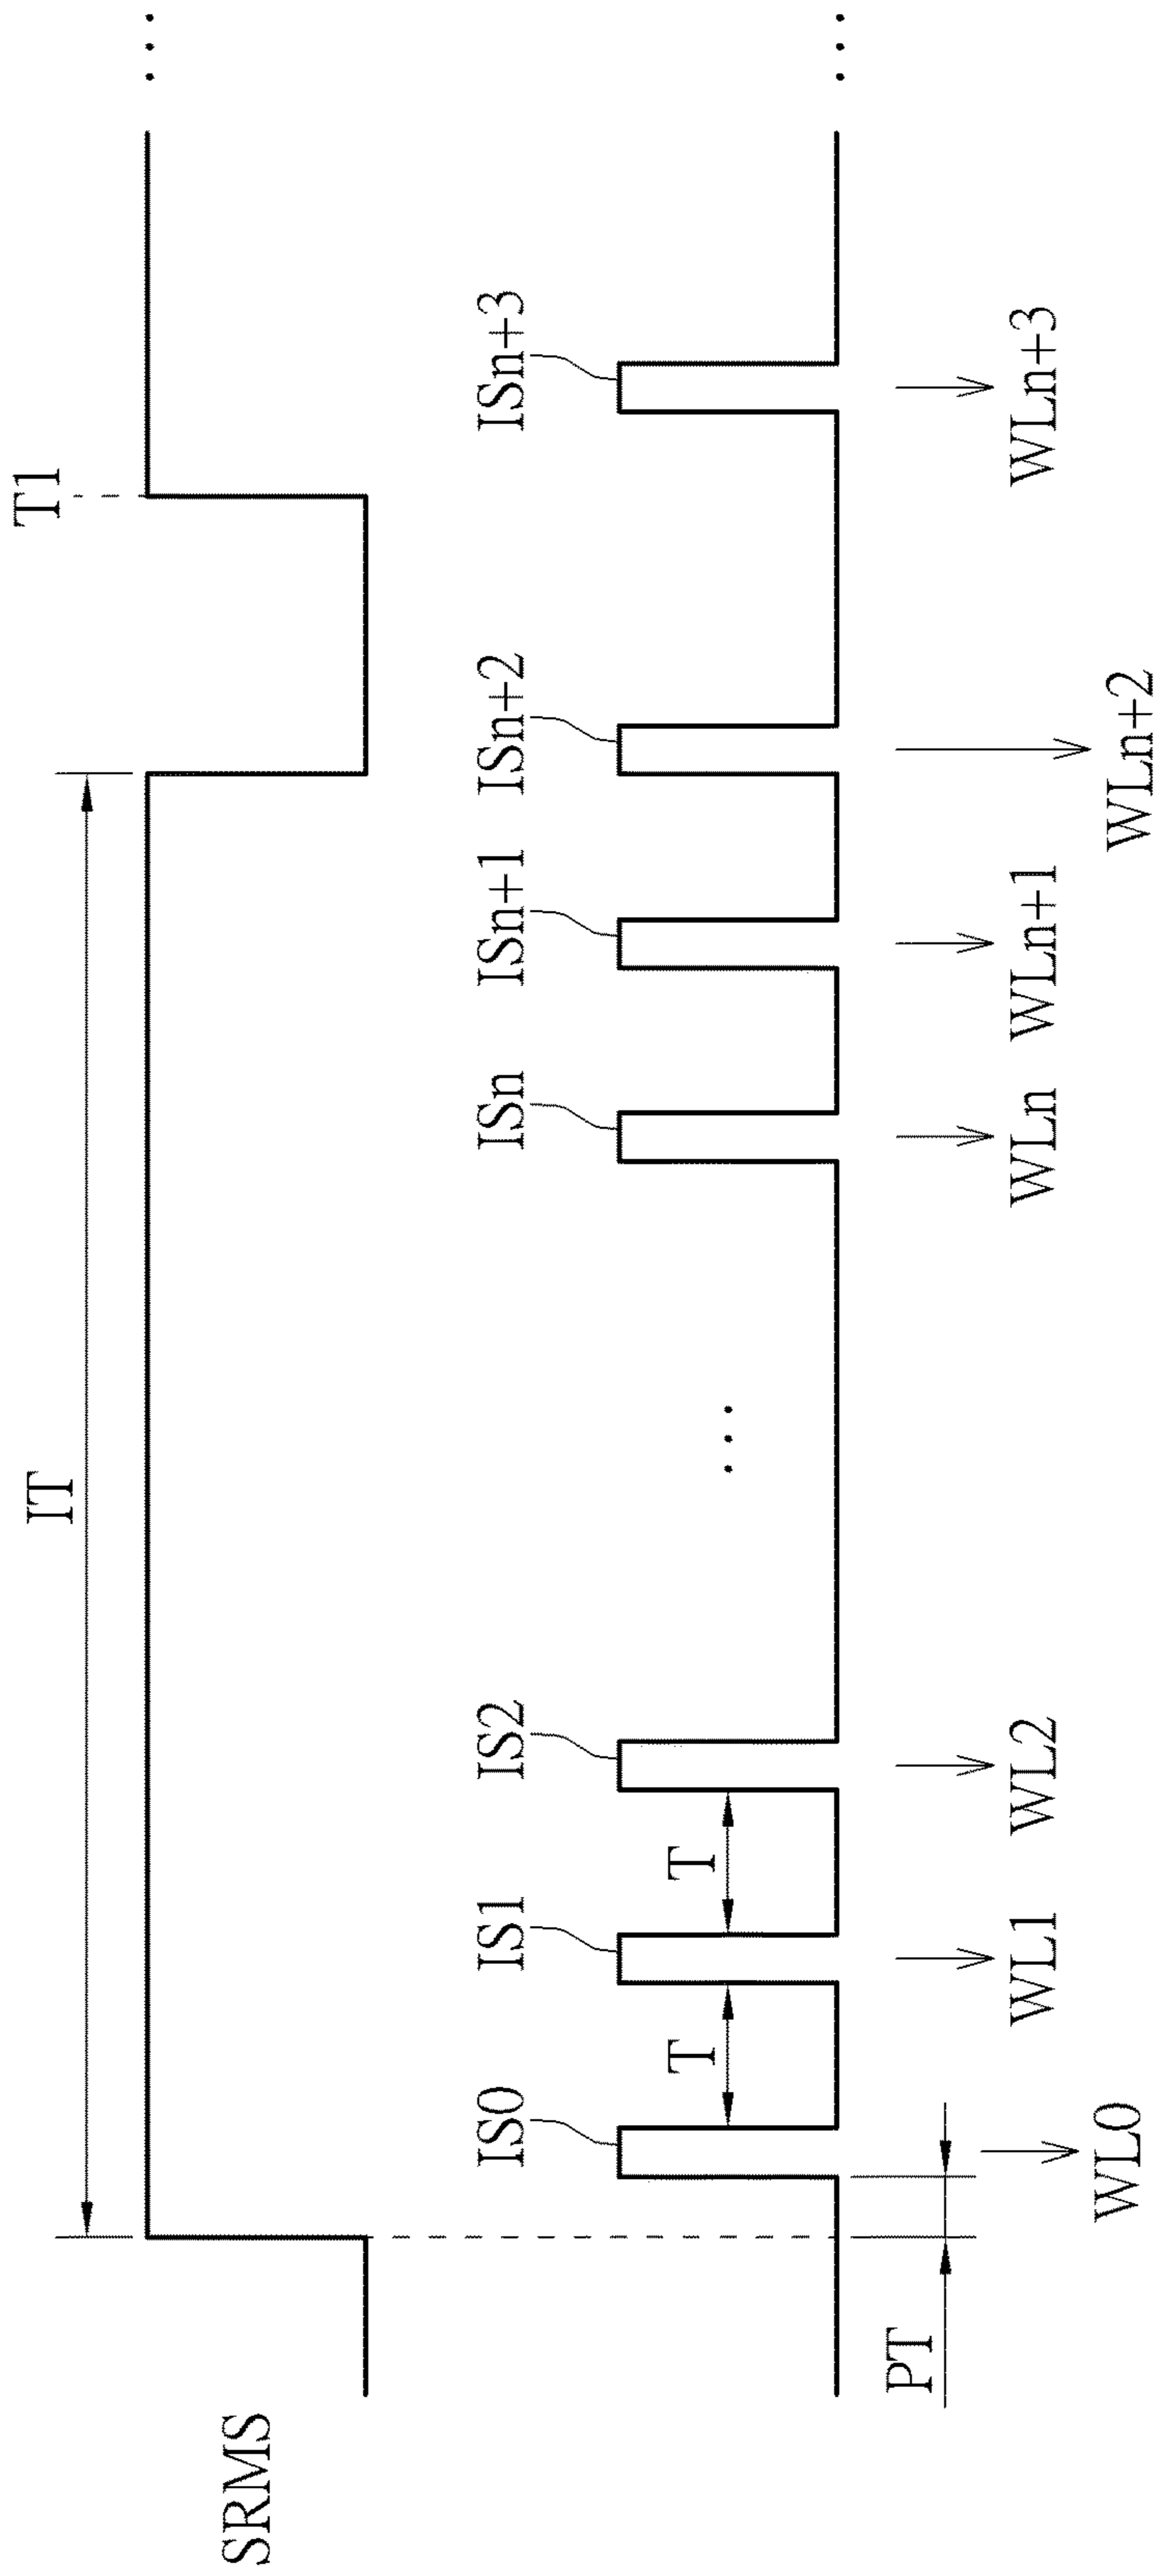 T1
IT
SRMS
IS0
IS1
IS2
...
ISn
ISn+1
ISn+2
ISn+3
T
T
PT
WL0
WL1
WL2
WLn
WLn+1
WLn+2
WLn+3